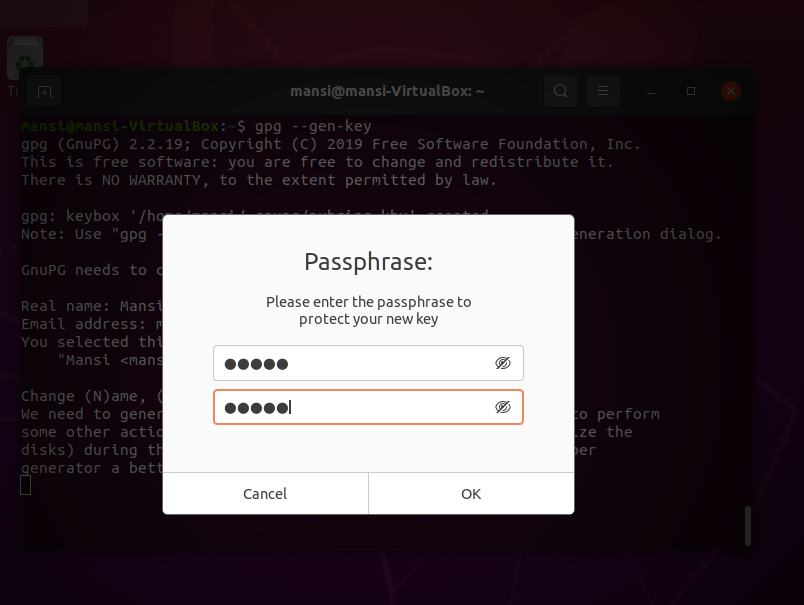 mansi@mansi-VirtualBox: ~
mansi@mansi-VirtualBox:~$ gpg --gen-key
gpg (GnuPG) 2.2.19; Copyright (C) 2019 Free Software Foundation, Inc.
This is free software: you are free to change and redistribute it.
There is NO WARRANTY, to the extent permitted by law.
gpg: keybox
Note: Use "gpg - eneration dialog.
GnuPG needs to
Real name: Mansi
Email address:
You selected thi
"Mansi <mans
Change (N)ame, (
We need to gener to perform
some other actio ize the
disks) during th ber
generator a bett
Passphrase:
Please enter the passphrase to
protect your new key
●●●●●
●●●●●
Cancel OK